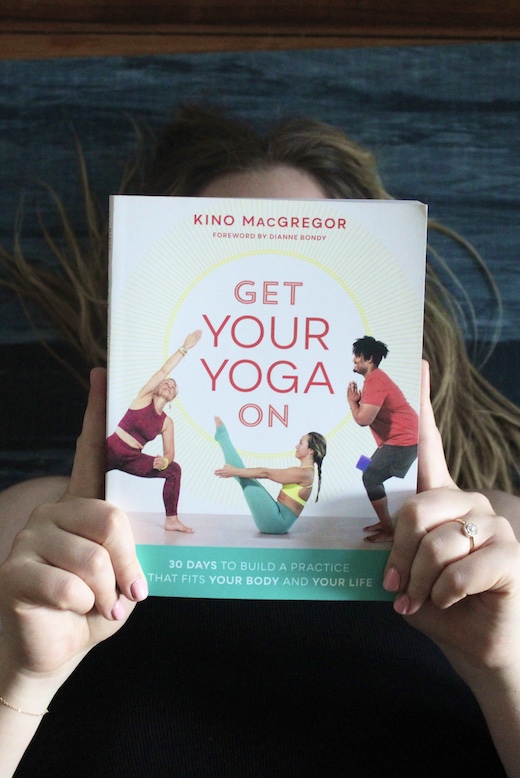 KINO MACGREGOR
FOREWORD BY DIANNE BONDY
GET
YOUR
YOGA
ON
30 DAYS TO BUILD A PRACTICE
THAT FITS YOUR BODY AND YOUR LIFE